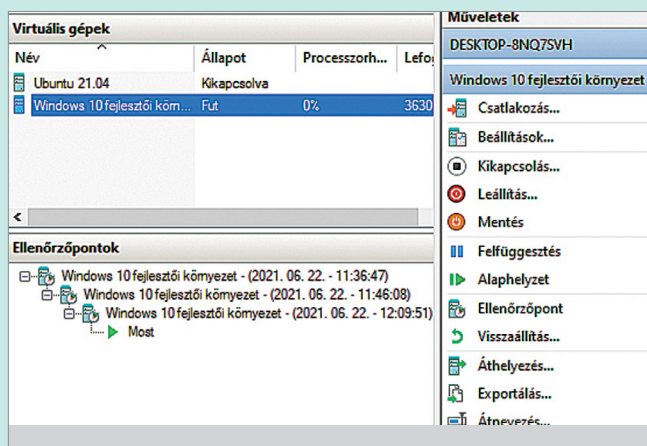 Virtuális gépek
Név Állapot Processzorh... Lefo
Ubuntu 21.04 Kikapcsolva
Windows 10 fejlesztői körn... Fut 0% 3630
Ellenőrzőpontok
Windows 10 fejlesztői környezet - (2021. 06. 22. - 11:36:47)
Windows 10 fejlesztői környezet - (2021. 06. 22. - 11:46:08)
Windows 10 fejlesztői környezet - (2021. 06. 22. - 12:09:51)
Most
Műveletek
DESKTOP-8NQ7SVH
Windows 10 fejlesztői környezet
Csatlakozás...
Beállítások...
Kikapcsolás...
Leállítás...
Mentés
Felfüggesztés
Alaphelyzet
Ellenőrzőpont
Visszaállítás...
Áthelyezés...
Exportálás...
Átnevezés...